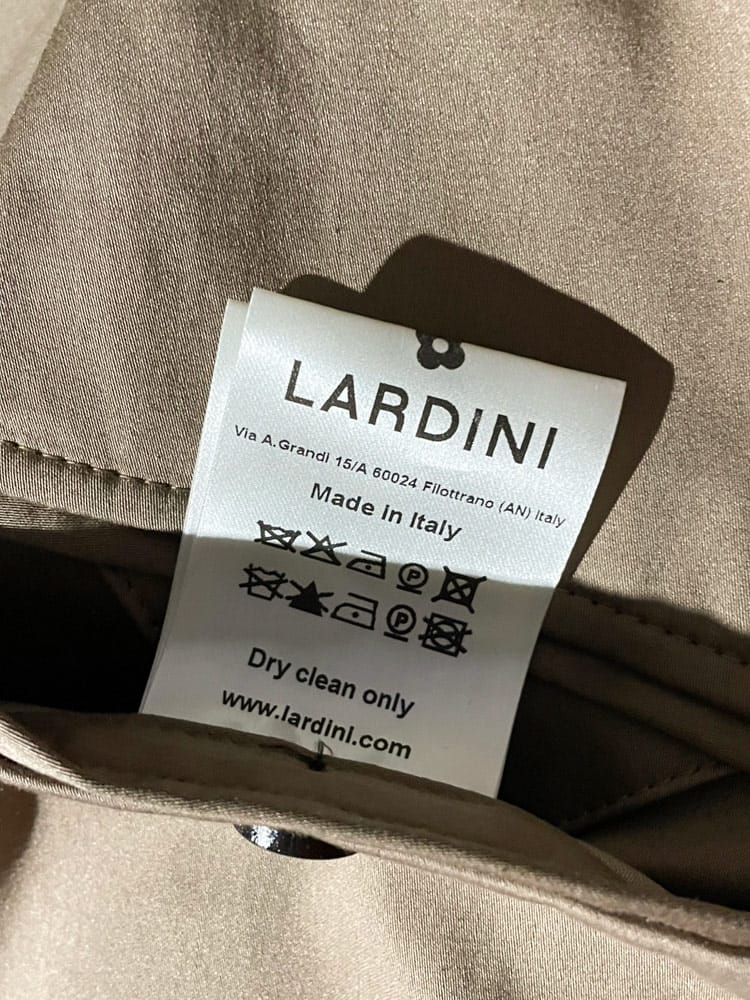 LARDINI
Via A.Grandi 15/A 60024 Filottrano (AN) Italy
Made in Italy
P
P
Dry clean only
www.lardini.com